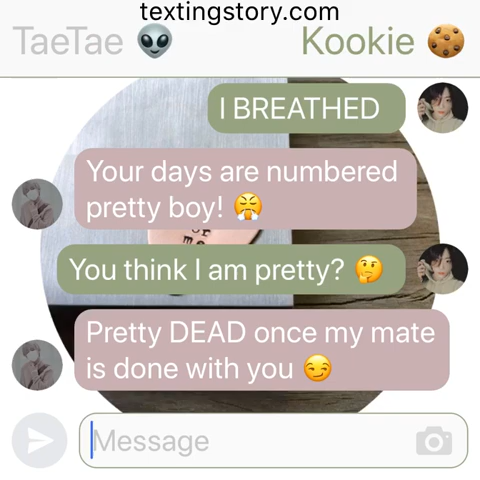 textingstory.com
TaeTae 👽 Kookie 🍪
I BREATHED
Your days are numbered
pretty boy! 😤
You think I am pretty? 🤔
Pretty DEAD once my mate
is done with you 😏
Message